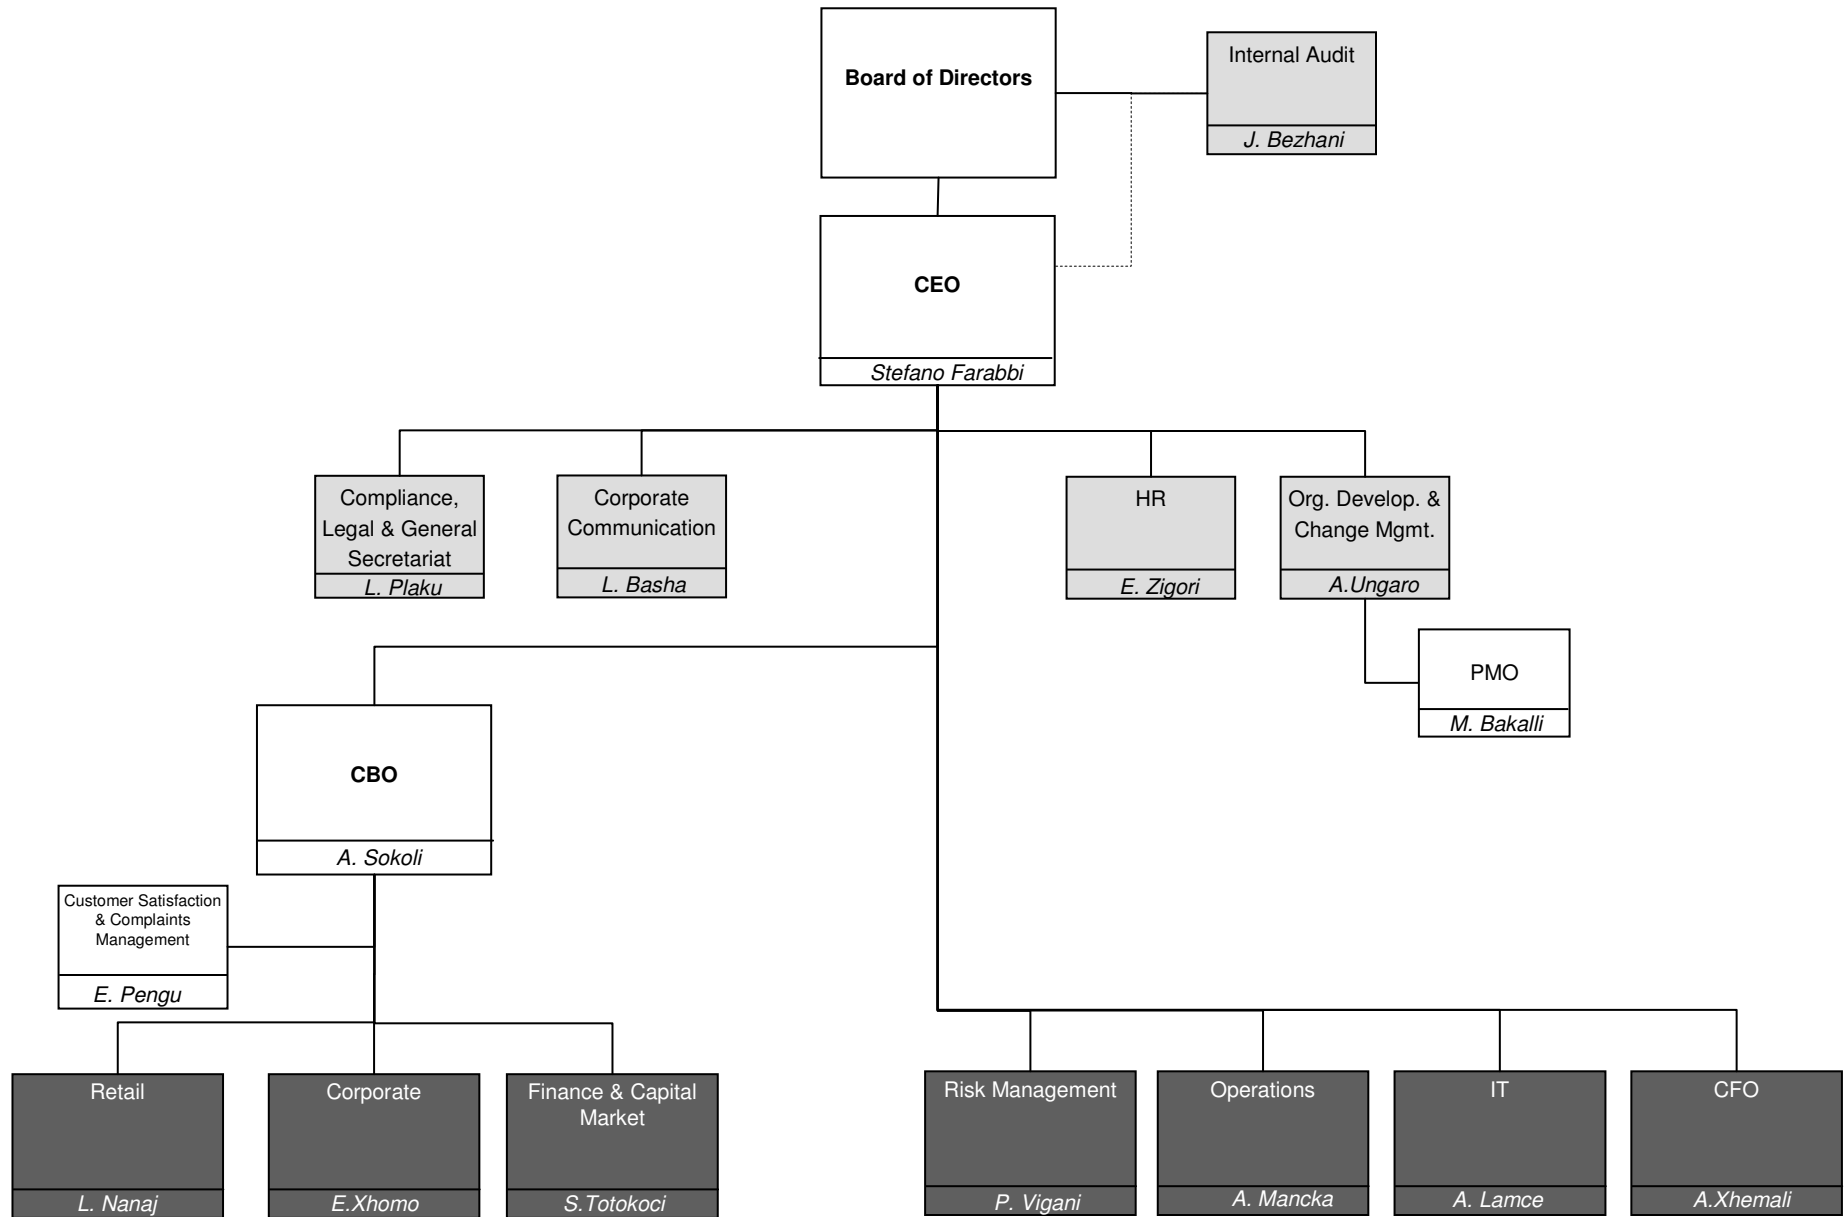 Board of Directors
Internal Audit
J. Bezhani
CEO
Stefano Farabbi
Compliance,
Legal & General
Secretariat
L. Plaku
Corporate
Communication
L. Basha
HR
E. Zigori
Org. Develop. &
Change Mgmt.
A.Ungaro
PMO
M. Bakalli
CBO
A. Sokoli
Customer Satisfaction
& Complaints
Management
E. Pengu
Retail
L. Nanaj
Corporate
E.Xhomo
Finance & Capital
Market
S.Totokoci
Risk Management
P. Vigani
Operations
A. Mancka
IT
A. Lamce
CFO
A.Xhemali